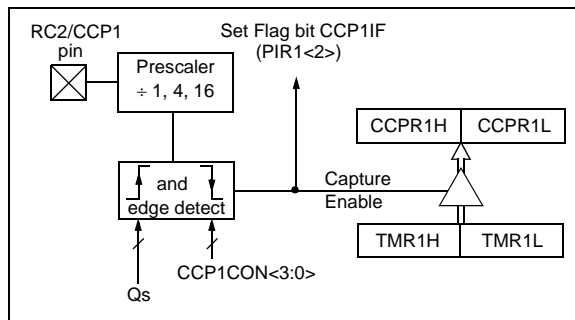 RC2/CCP1
pin
Prescaler
÷ 1, 4, 16
Set Flag bit CCP1IF
(PIR1<2>)
CCPR1H
CCPR1L
and
edge detect
Capture
Enable
TMR1H
TMR1L
CCP1CON<3:0>
Qs